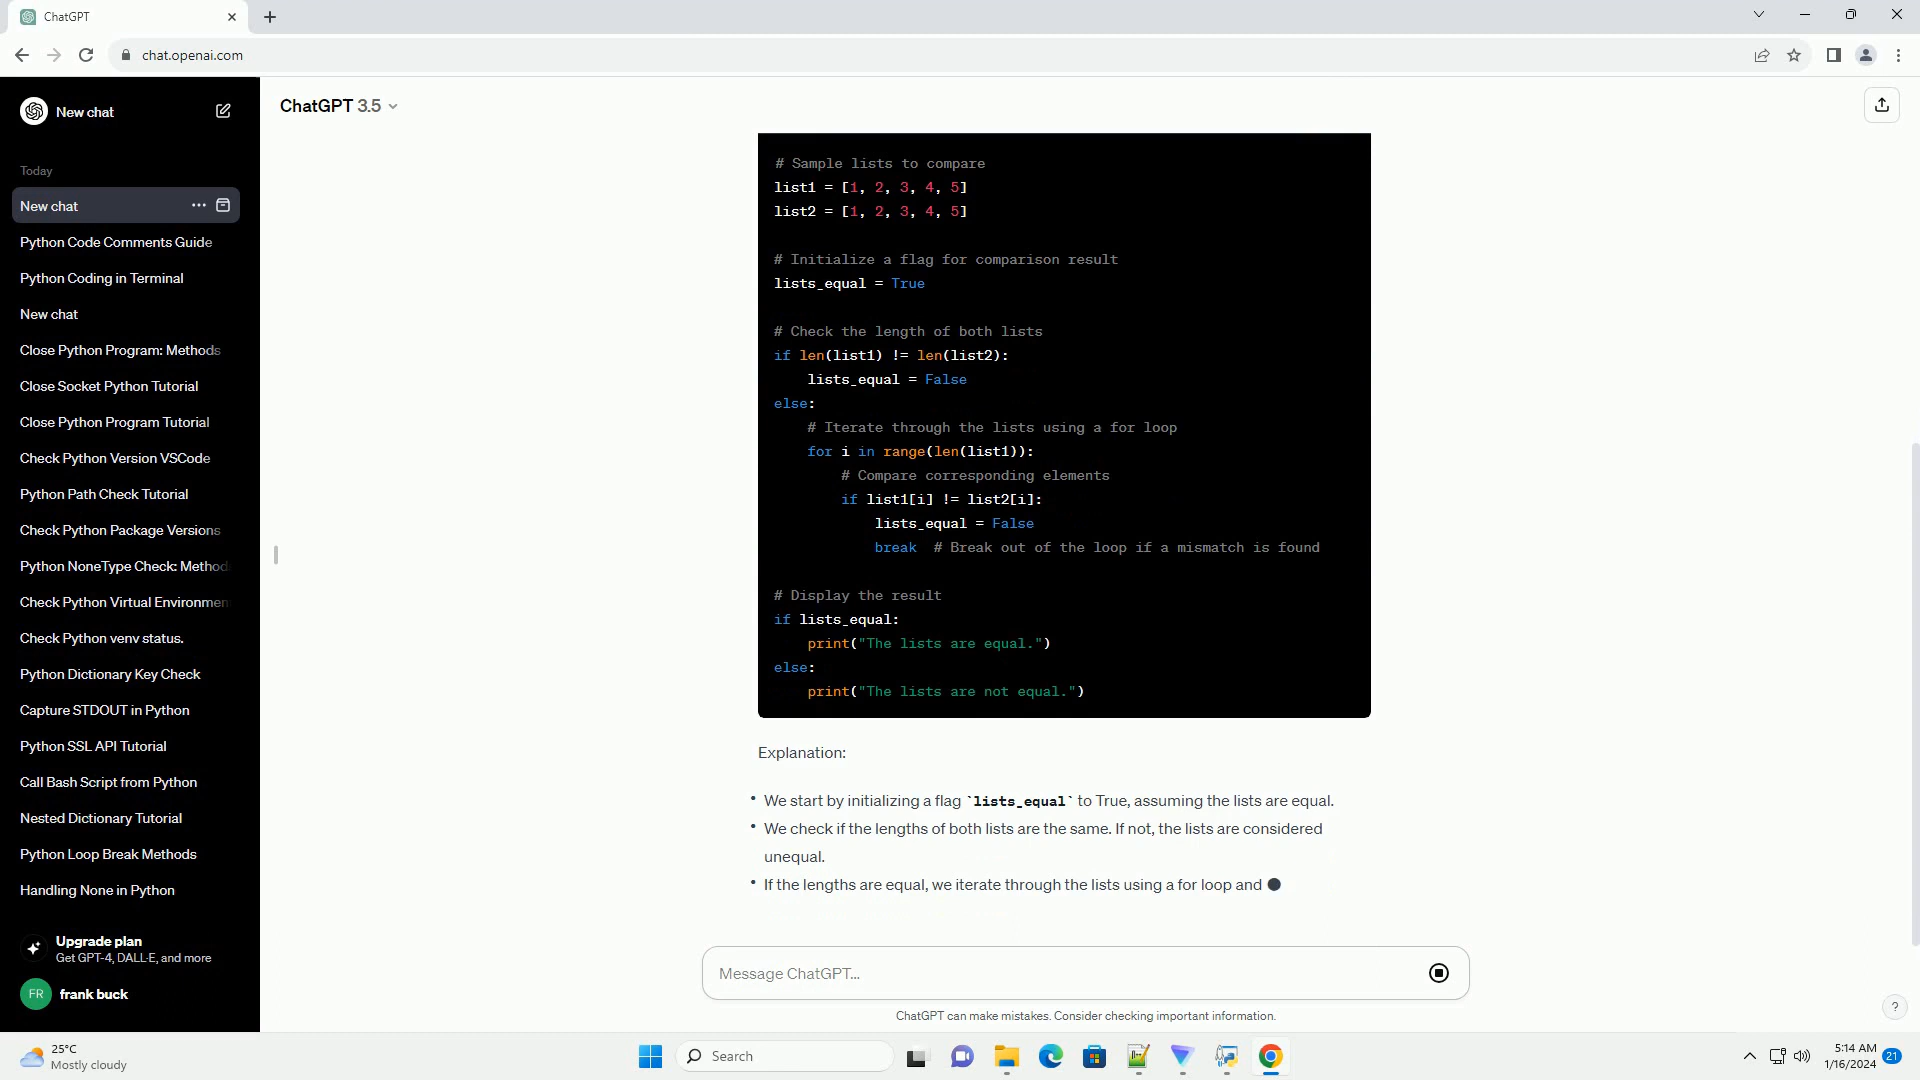 ChatGPT
chat.openai.com
New chat
Today
New chat
Python Code Comments Guide
Python Coding in Terminal
New chat
Close Python Program: Methods
Close Socket Python Tutorial
Close Python Program Tutorial
Check Python Version VSCode
Python Path Check Tutorial
Check Python Package Versions
Python NoneType Check: Method
Check Python Virtual Environmen
Check Python venv status.
Python Dictionary Key Check
Capture STDOUT in Python
Python SSL API Tutorial
Call Bash Script from Python
Nested Dictionary Tutorial
Python Loop Break Methods
Handling None in Python
Upgrade plan
Get GPT-4, DALL·E, and more
FR
frank buck
ChatGPT 3.5
# Sample lists to compare
list1 = [1, 2, 3, 4, 5]
list2 = [1, 2, 3, 4, 5]
# Initialize a flag for comparison result
lists_equal = True
# Check the length of both lists
if len(list1) != len(list2):
    lists_equal = False
else:
    # Iterate through the lists using a for loop
    for i in range(len(list1)):
        # Compare corresponding elements
        if list1[i] != list2[i]:
            lists_equal = False
            break  # Break out of the loop if a mismatch is found
# Display the result
if lists_equal:
    print("The lists are equal.")
else:
    print("The lists are not equal.")
Explanation:
• We start by initializing a flag `lists_equal` to True, assuming the lists are equal.
• We check if the lengths of both lists are the same. If not, the lists are considered
unequal.
• If the lengths are equal, we iterate through the lists using a for loop and
Message ChatGPT...
ChatGPT can make mistakes. Consider checking important information.
?
25°C
Mostly cloudy
Search
5:14 AM
1/16/2024
21